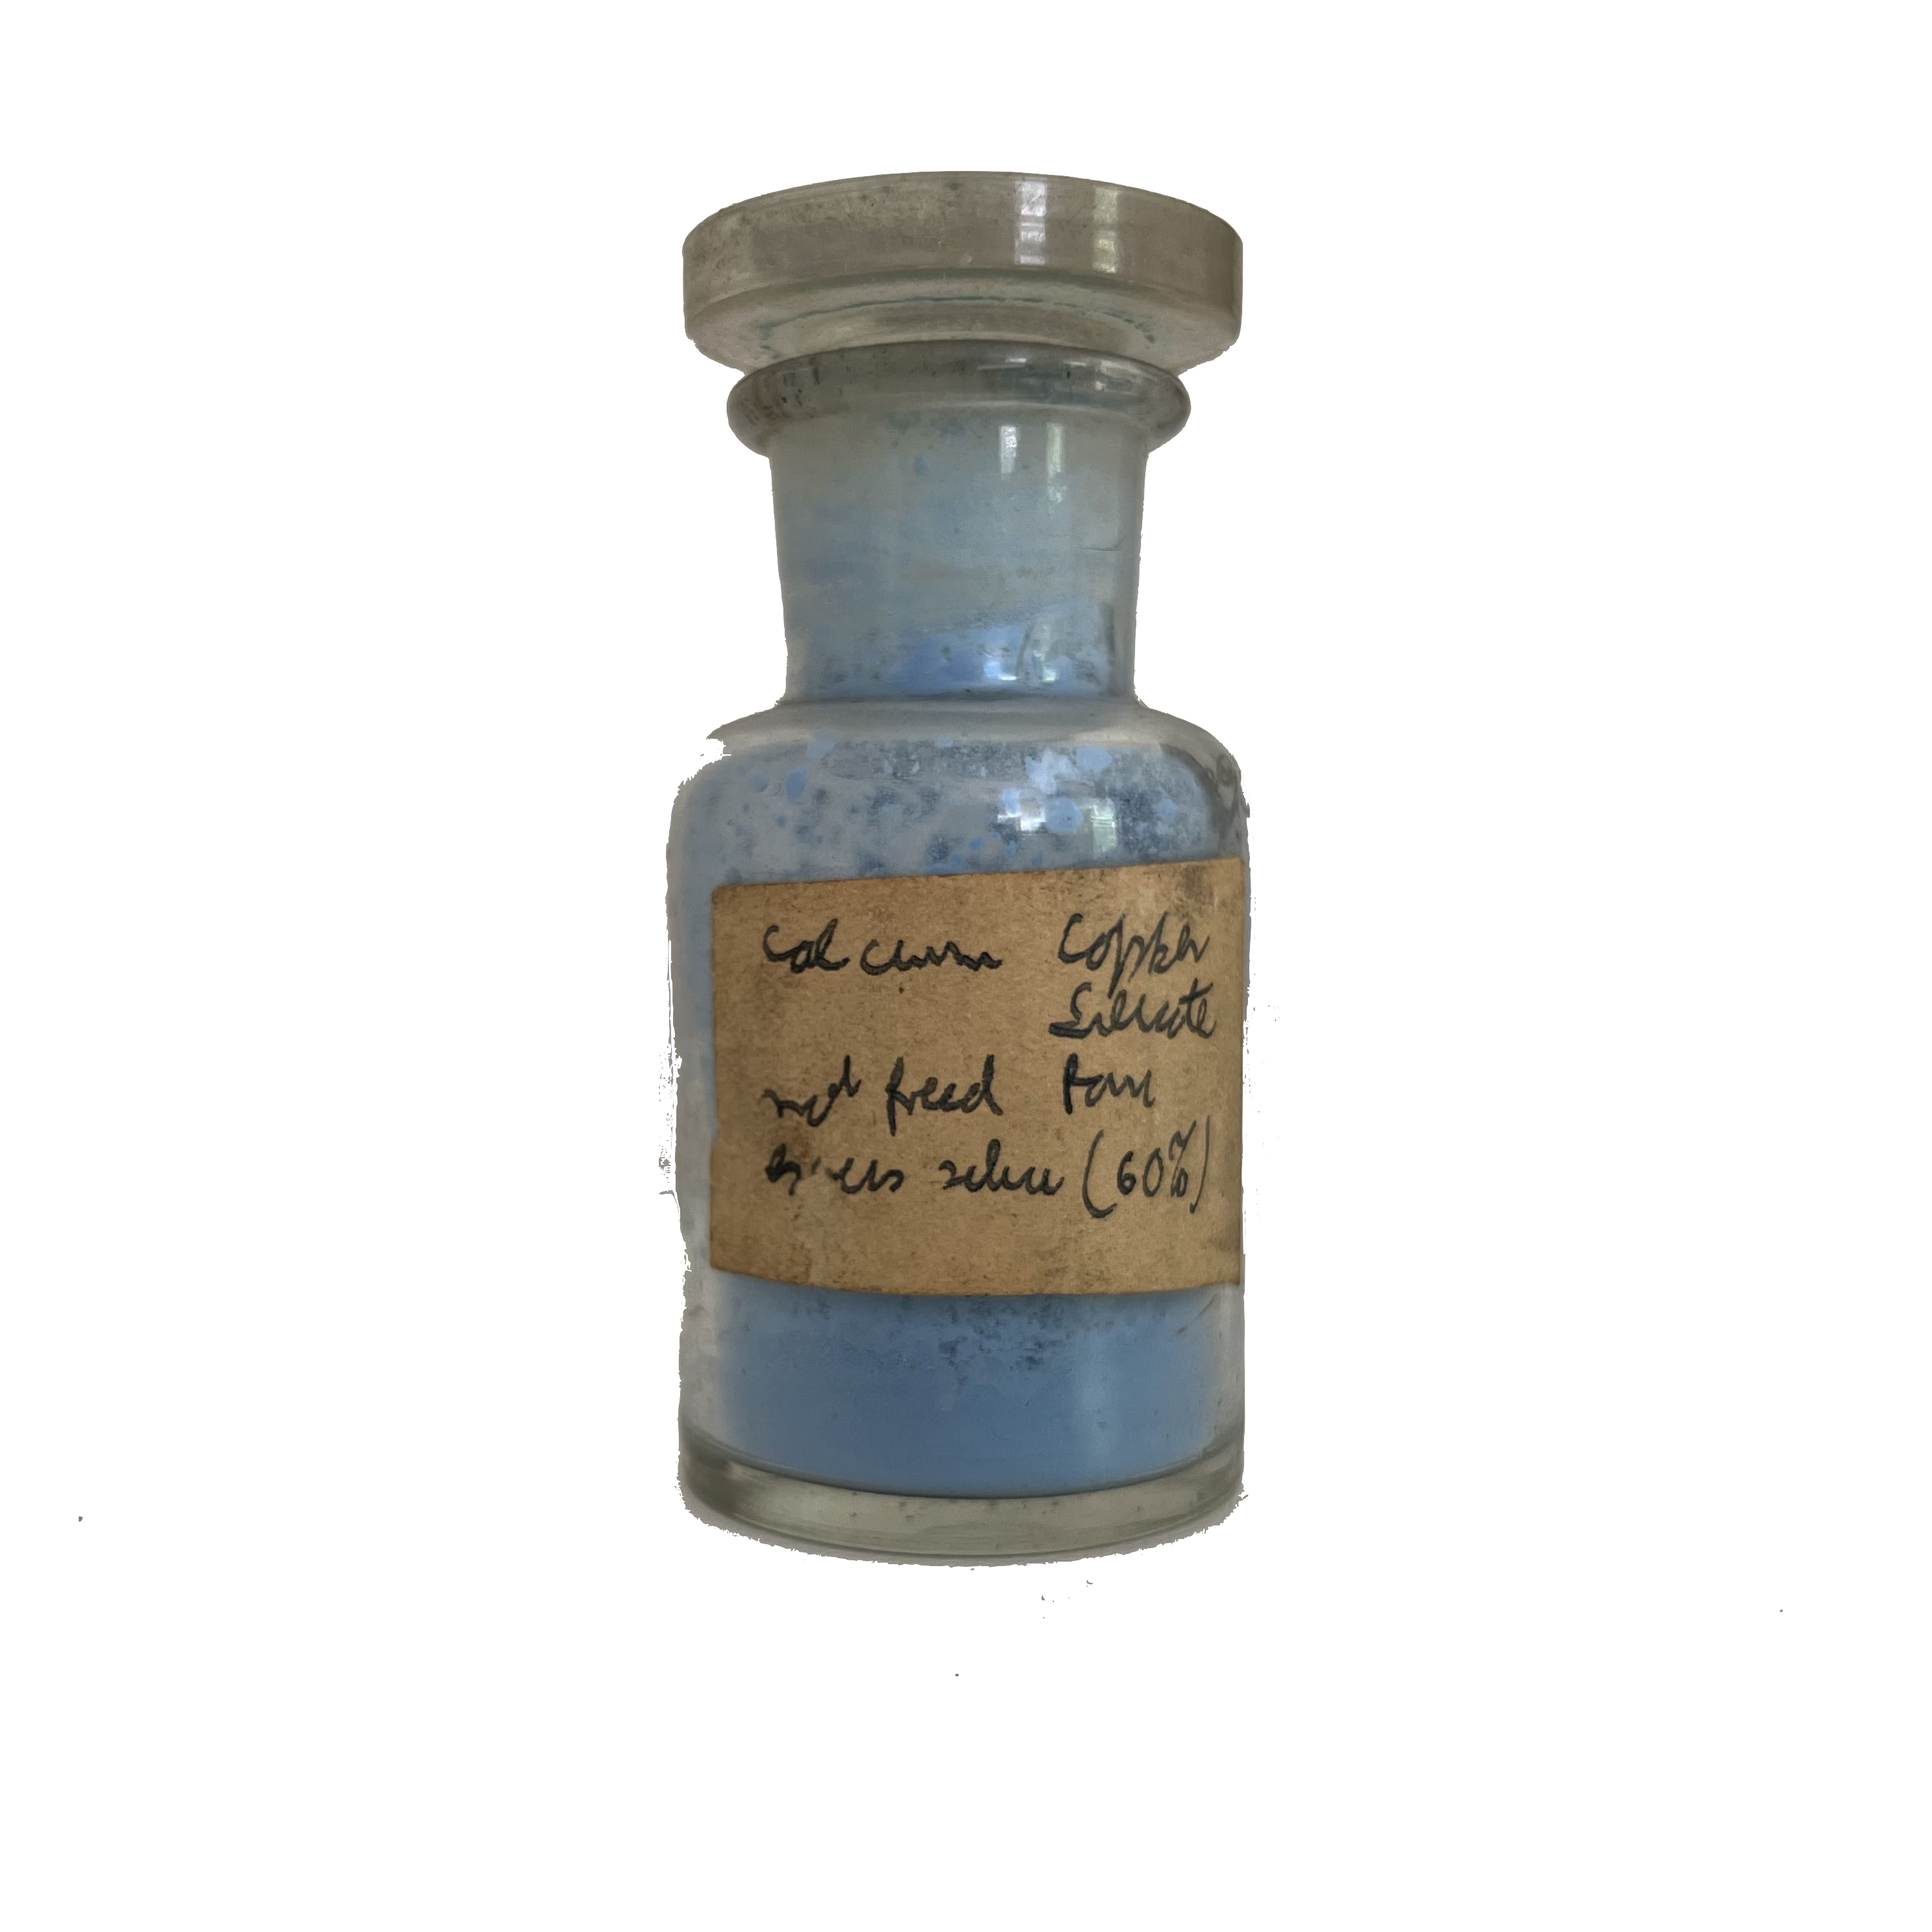 Calcium Copper
Silicate
not freed from
excess silica (60%)